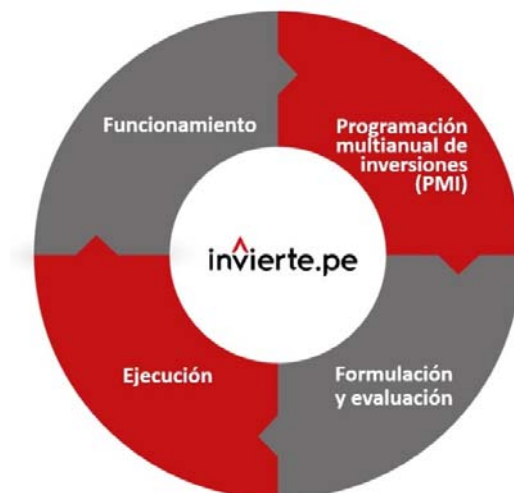 Funcionamiento
Programación
multianual de
inversiones
(PMI)
invierte.pe
Ejecución
Formulación
y evaluación